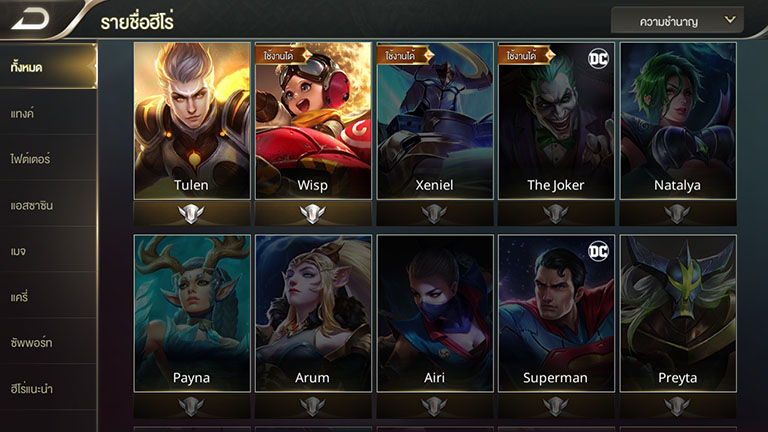 รายชื่อฮีโร่
ความชำนาญ
ทั้งหมด
แทงค์
ไฟต์เตอร์
แอสซาซิน
เมจ
แครี่
ซัพพอร์ท
ฮีโร่แนะนำ
Tulen
ใช้งานได้
Wisp
ใช้งานได้
Xeniel
ใช้งานได้
DC
The Joker
Natalya
Payna
Arum
Airi
DC
Superman
Preyta